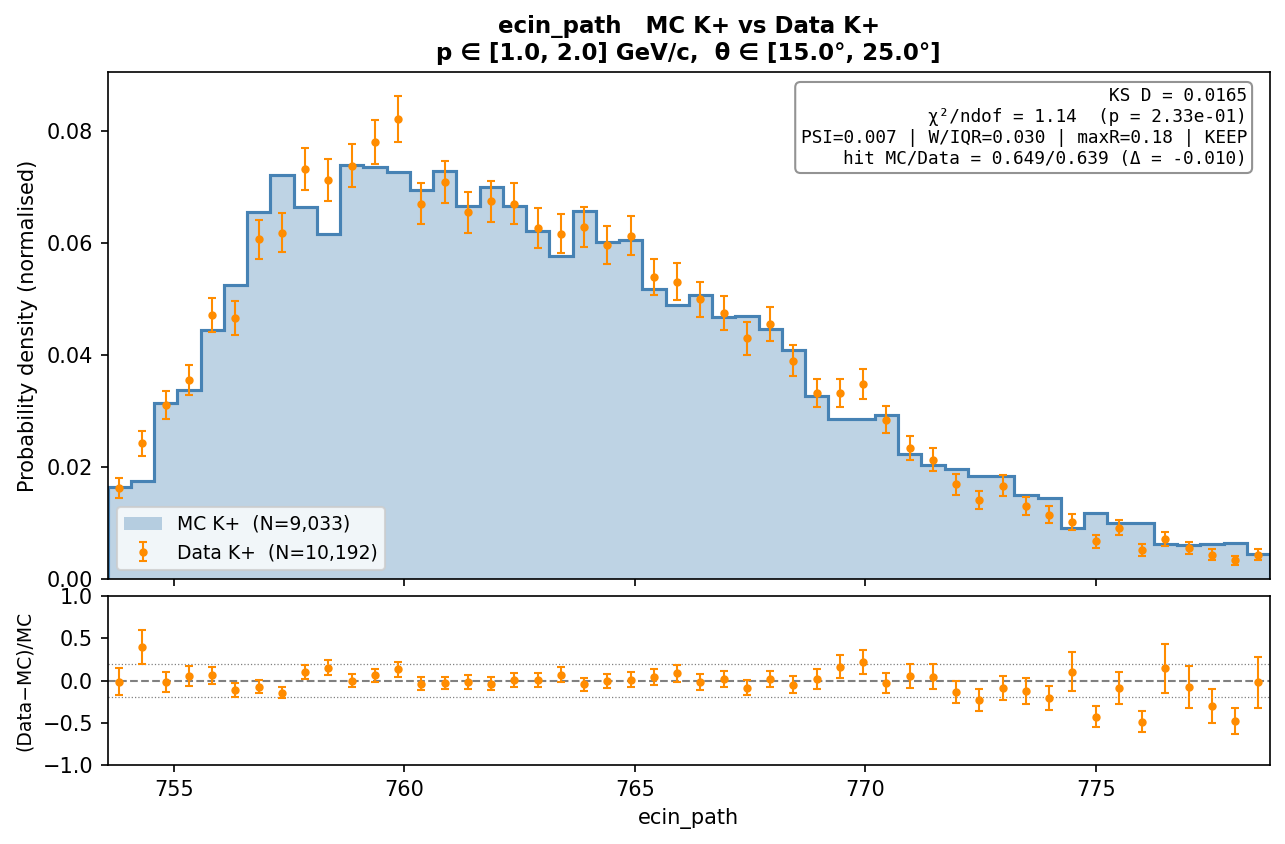 ecin_path   MC K+ vs Data K+
p ∈ [1.0, 2.0] GeV/c,  θ ∈ [15.0°, 25.0°]
KS D = 0.0165
χ²/ndof = 1.14  (p = 2.33e-01)
PSI=0.007 | W/IQR=0.030 | maxR=0.18 | KEEP
hit MC/Data = 0.649/0.639 (Δ = -0.010)
Probability density (normalised)
0.08
0.06
0.04
0.02
0.00
MC K+  (N=9,033)
Data K+  (N=10,192)
(Data−MC)/MC
1.0
0.5
0.0
−0.5
−1.0
755 760 765 770 775
ecin_path